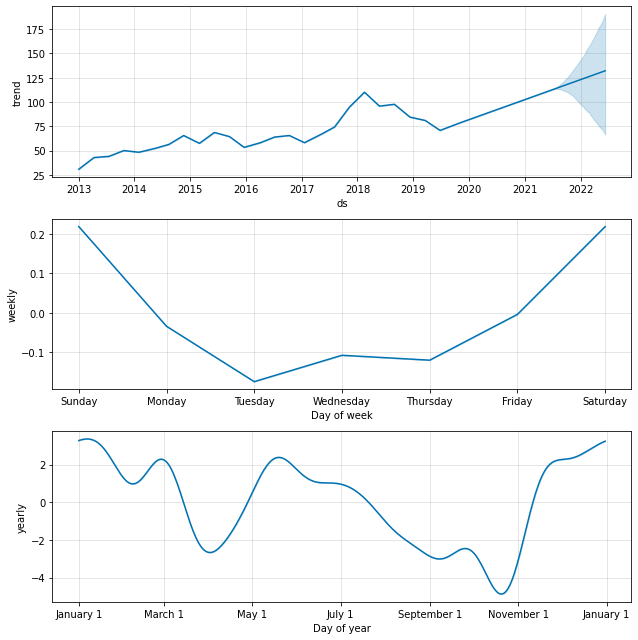 175
150
125
100
75
50
25
trend
2013 2014 2015 2016 2017 2018 2019 2020 2021 2022
ds
0.2
0.1
0.0
−0.1
weekly
Sunday Monday Tuesday Wednesday Thursday Friday Saturday
Day of week
2
0
−2
−4
yearly
January 1 March 1 May 1 July 1 September 1 November 1 January 1
Day of year